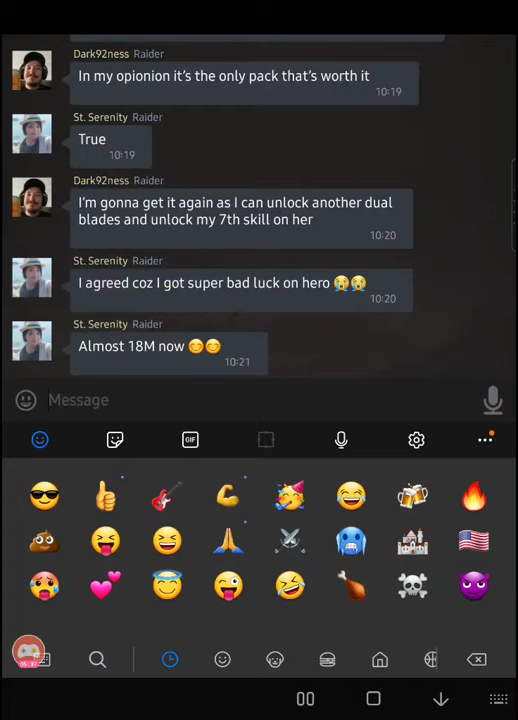 Dark92ness Raider
In my opionion it's the only pack that's worth it
10:19
St. Serenity Raider
True
10:19
Dark92ness Raider
I'm gonna get it again as I can unlock another dual
blades and unlock my 7th skill on her
10:20
St. Serenity Raider
I agreed coz I got super bad luck on hero 😭😭
10:20
St. Serenity Raider
Almost 18M now 😊😊
10:21
Message
GIF